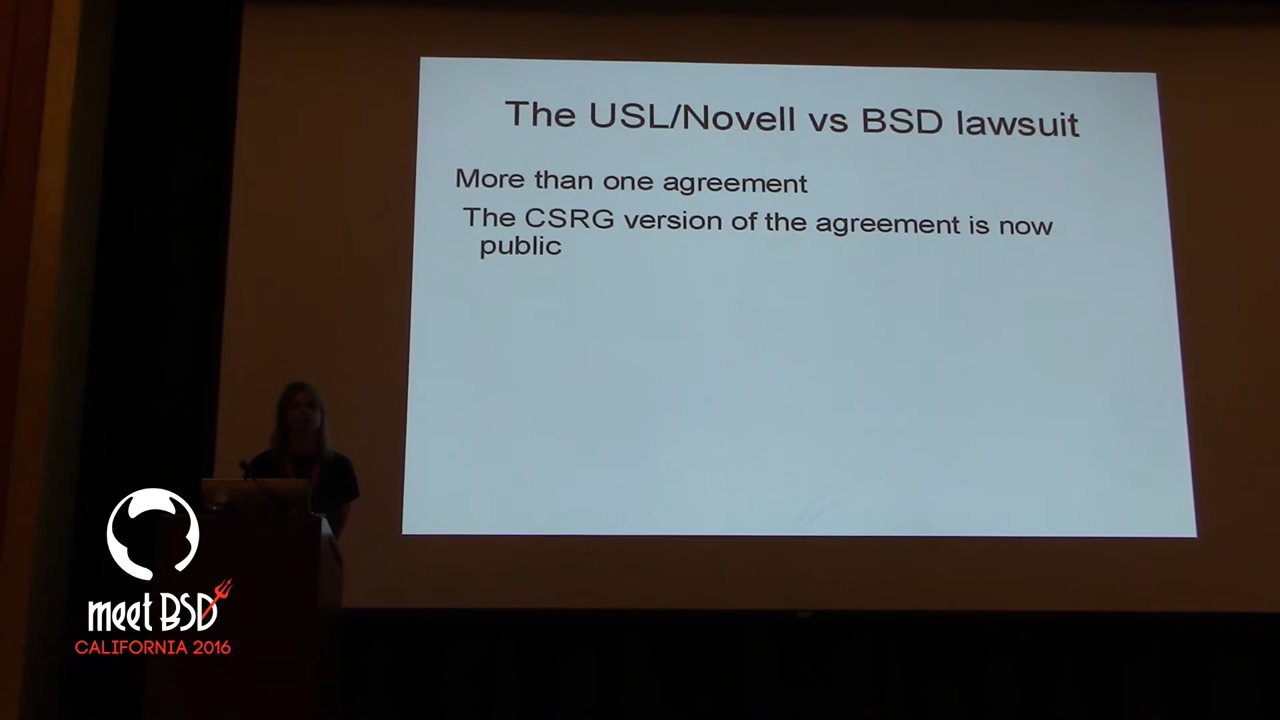 The USL/Novell vs BSD lawsuit
More than one agreement
The CSRG version of the agreement is now
public
meet BSD
CALIFORNIA 2016